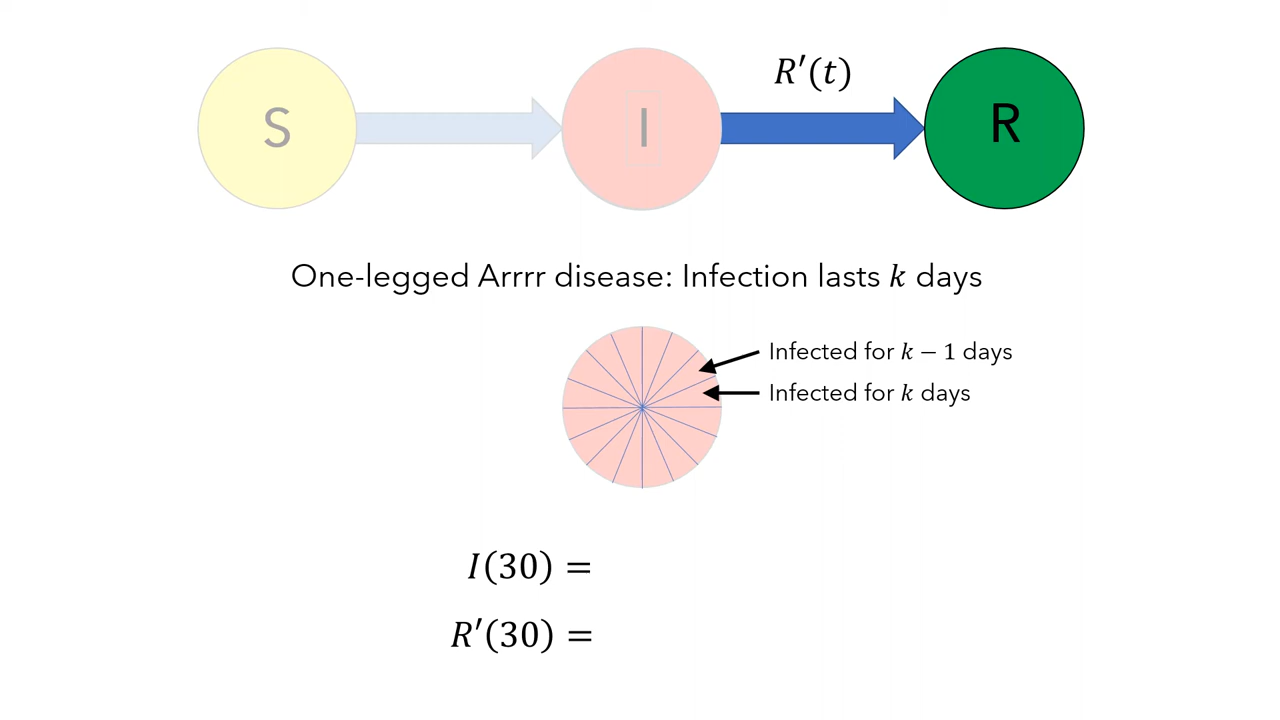 S
I
R′(t)
R
One-legged Arrrr disease: Infection lasts k days
Infected for k − 1 days
Infected for k days
I(30) =
R′(30) =